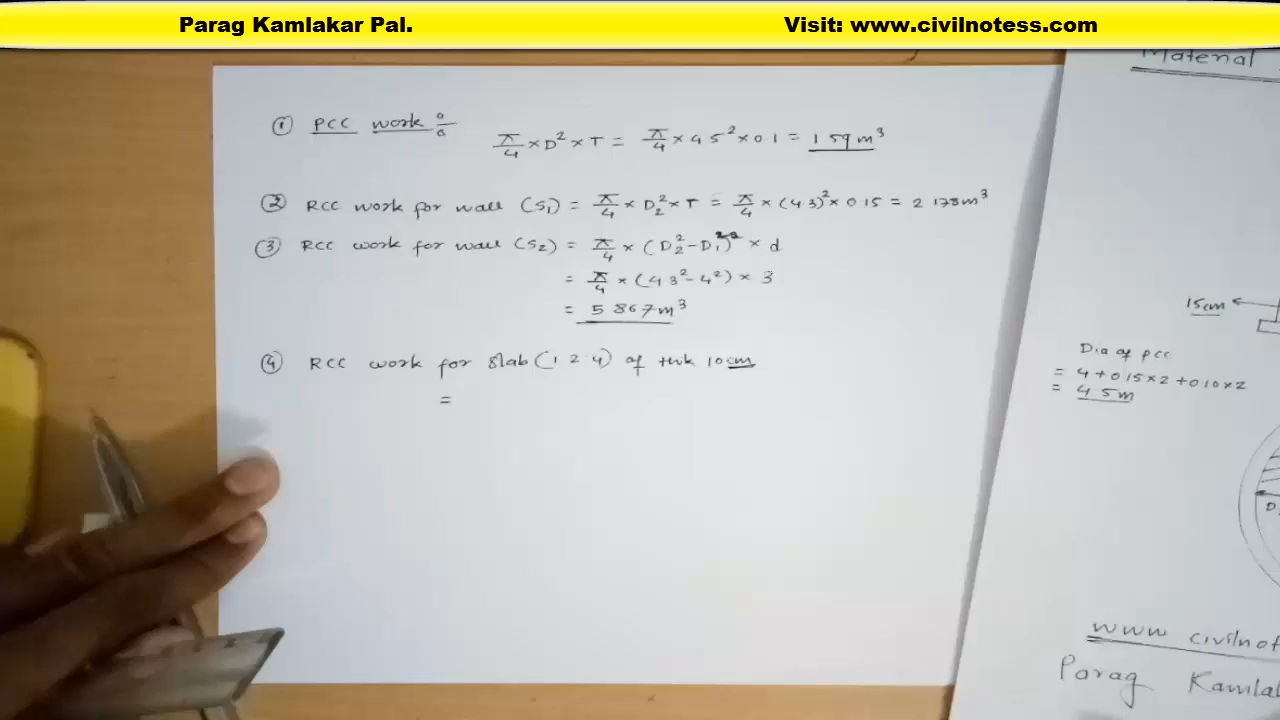 Parag Kamlakar Pal. Visit: www.civilnotess.com
Material
① PCC work :
π/4 × D² × T = π/4 × 4 5² × 0 1 = 1 59 m³
② RCC work for wall (S₁) = π/4 × D₂² × T = π/4 × (4 3)² × 0 15 = 2 178 m³
③ RCC work for wall (S₂) = π/4 × (D₂² - D₁²) × d
= π/4 × (4 3² - 4²) × 3
= 5 867 m³
④ RCC work for slab (1 2 4) of thk 10 cm
=
15cm
Dia of PCC
= 4 + 0 15 × 2 + 0 10 × 2
= 4 5m
D
www civilnot
Parag Kamla